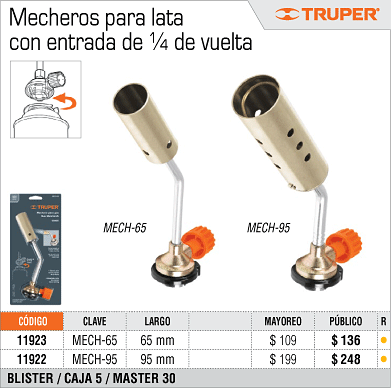 Mecheros para lata
con entrada de ¼ de vuelta
TRUPER®
TRUPER
MECH-65
MECH-95
CÓDIGO CLAVE LARGO MAYOREO PÚBLICO R
11923 MECH-65 65 mm $ 109 $ 136
11922 MECH-95 95 mm $ 199 $ 248
BLISTER / CAJA 5 / MASTER 30